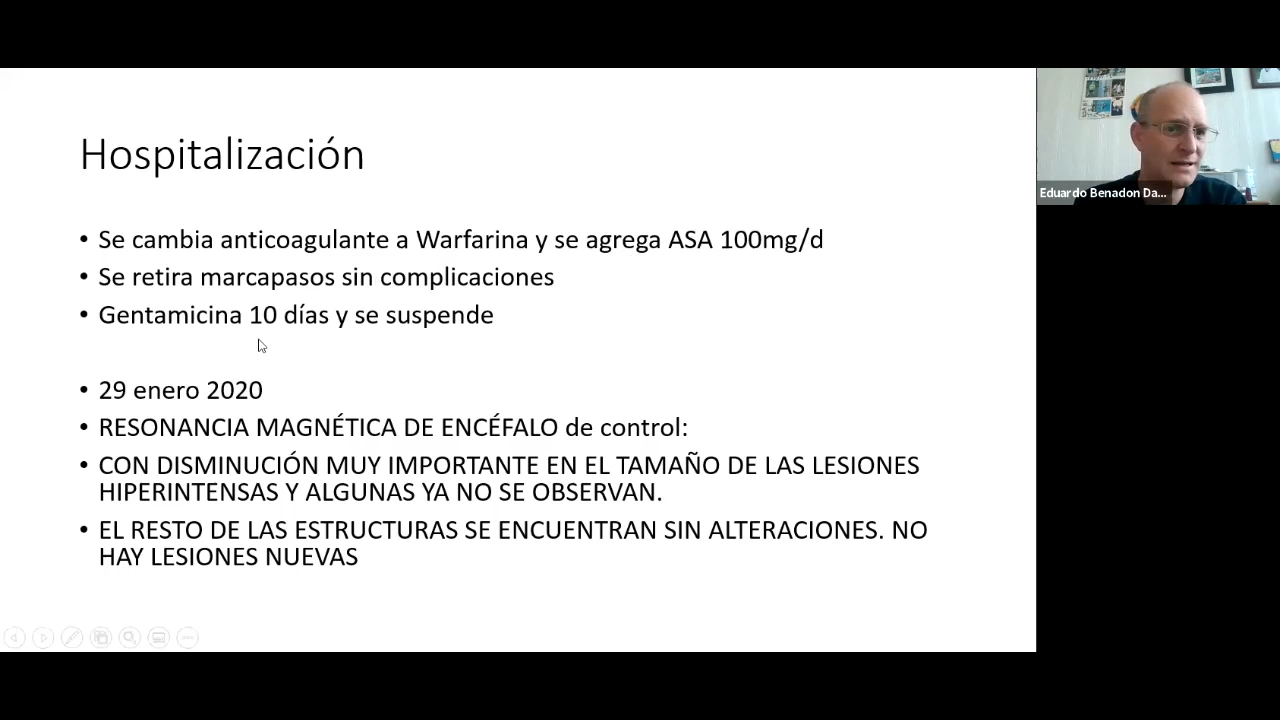 Hospitalización
• Se cambia anticoagulante a Warfarina y se agrega ASA 100mg/d
• Se retira marcapasos sin complicaciones
• Gentamicina 10 días y se suspende
• 29 enero 2020
• RESONANCIA MAGNÉTICA DE ENCÉFALO de control:
• CON DISMINUCIÓN MUY IMPORTANTE EN EL TAMAÑO DE LAS LESIONES
HIPERINTENSAS Y ALGUNAS YA NO SE OBSERVAN.
• EL RESTO DE LAS ESTRUCTURAS SE ENCUENTRAN SIN ALTERACIONES. NO
HAY LESIONES NUEVAS
Eduardo Benadon Da...